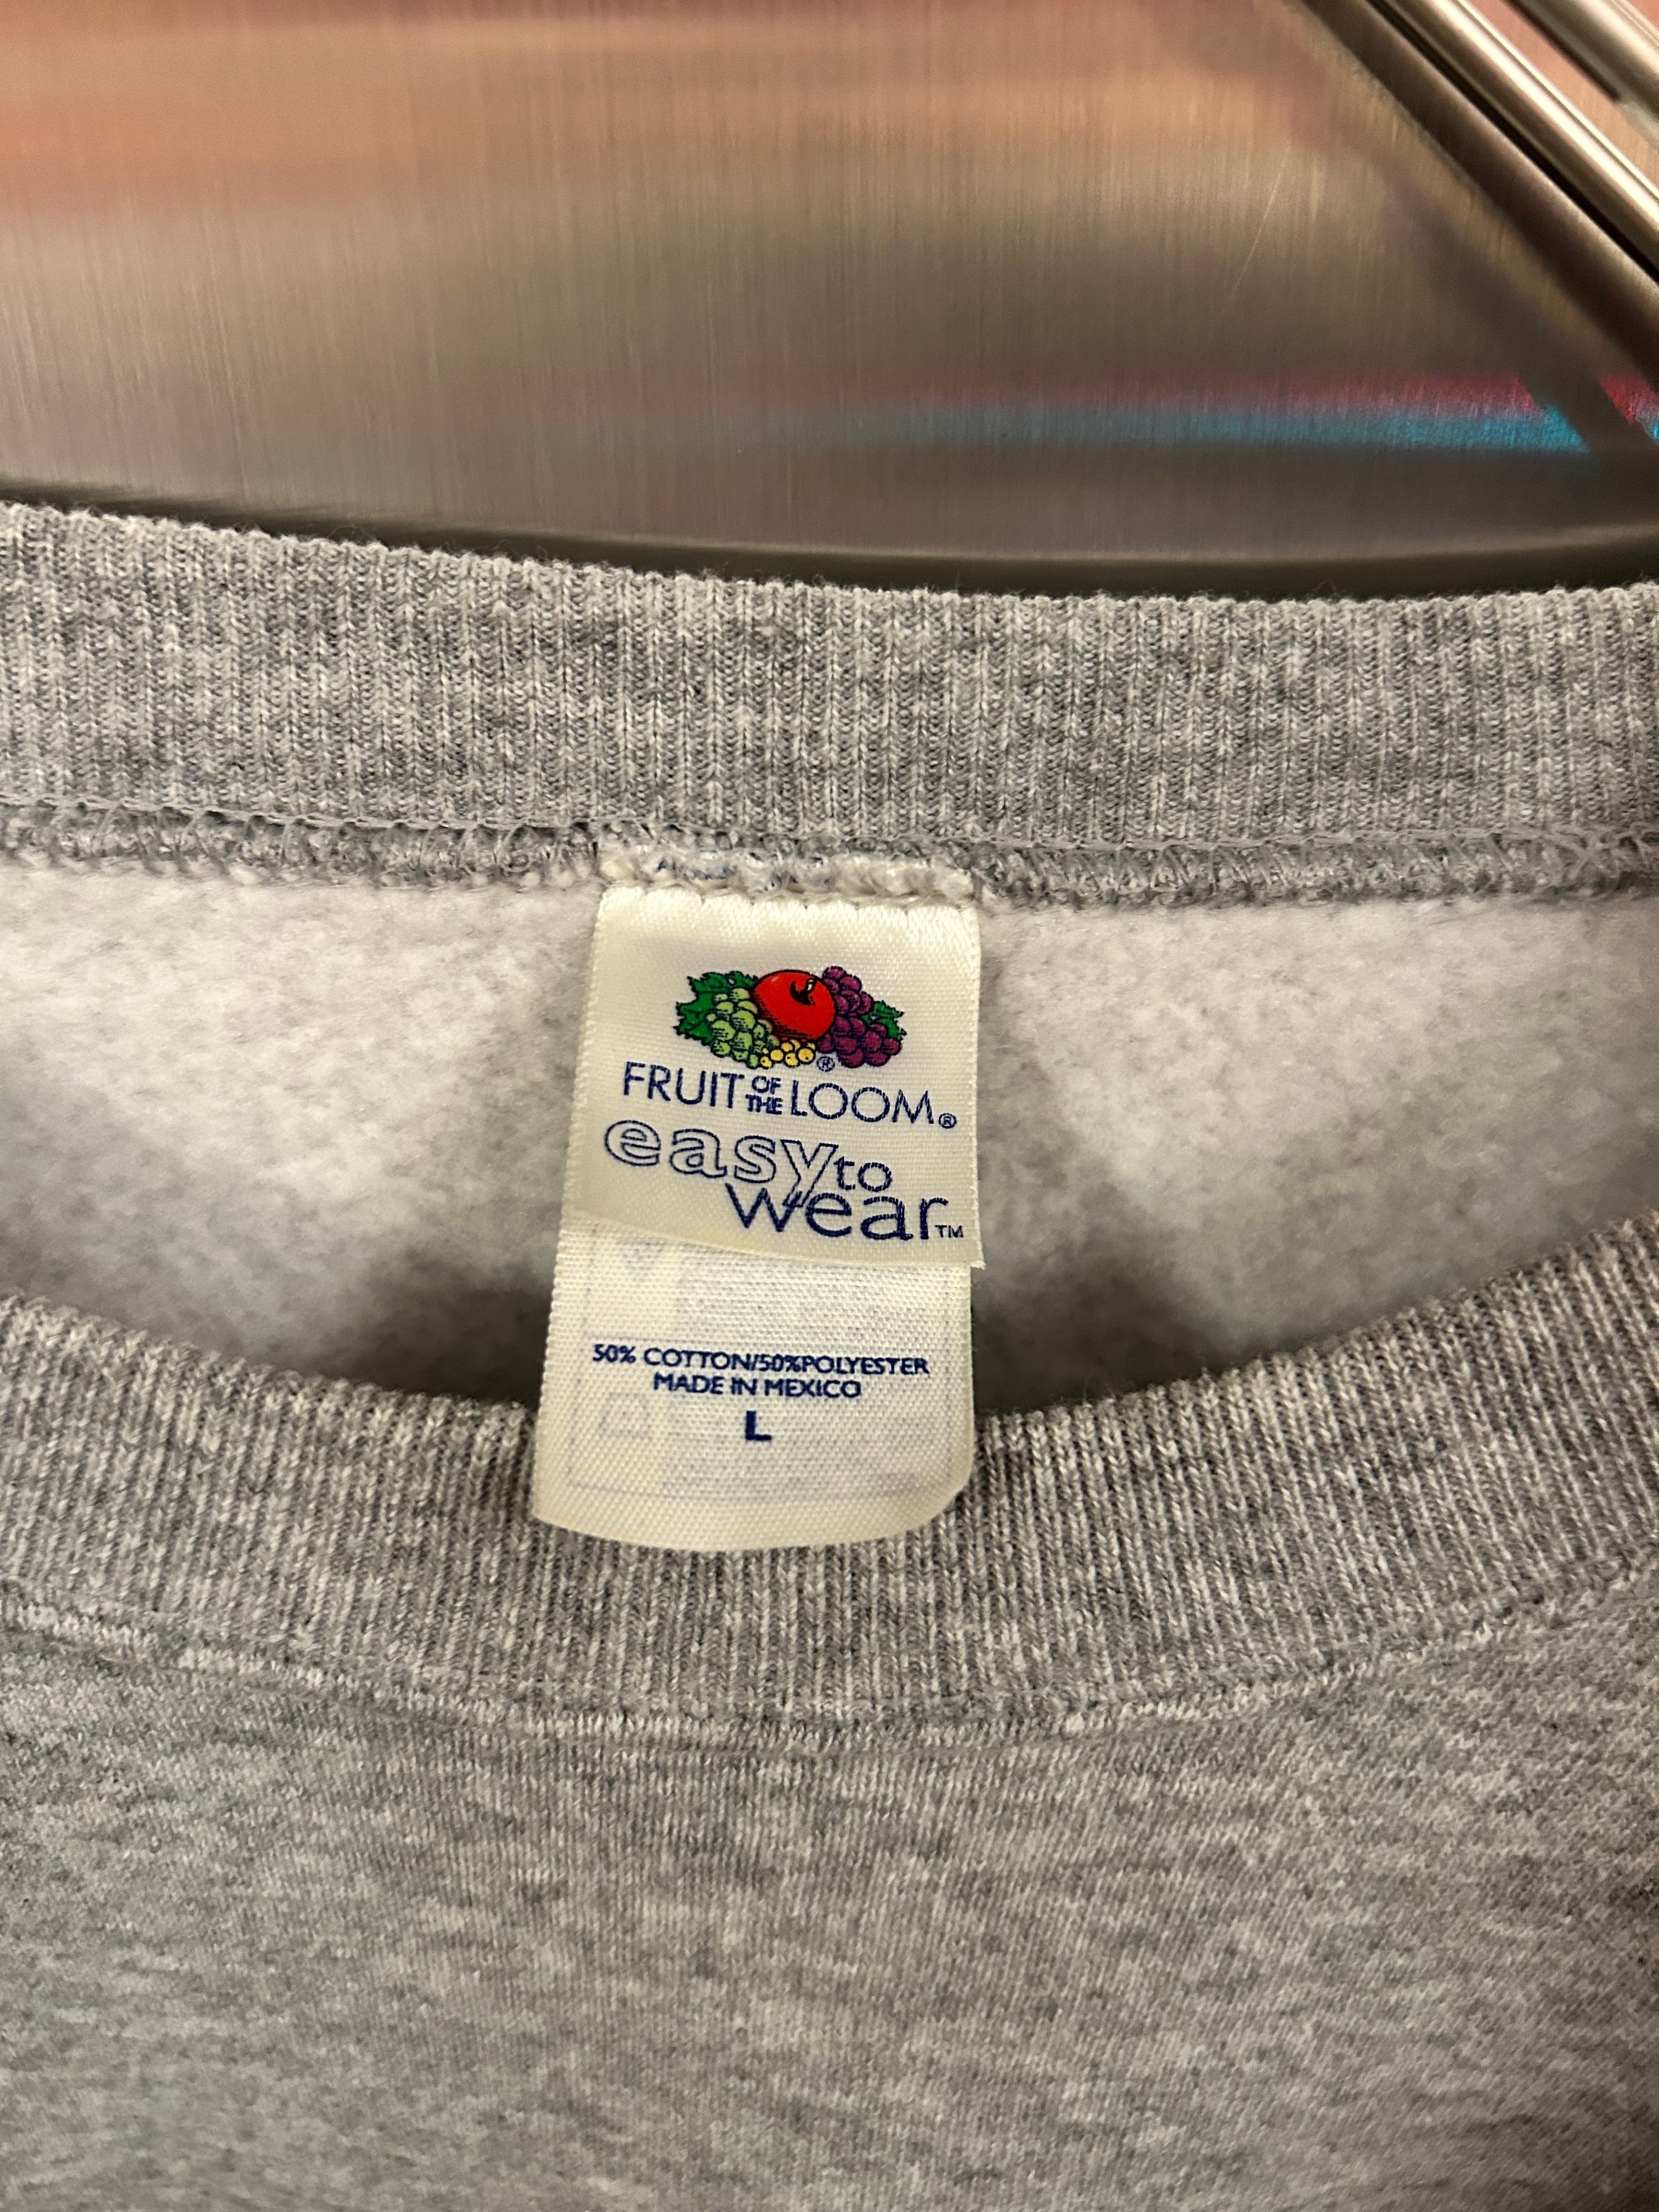 FRUIT OF THE LOOM®
easy to
wear™
50% COTTON/50%POLYESTER
MADE IN MEXICO
L